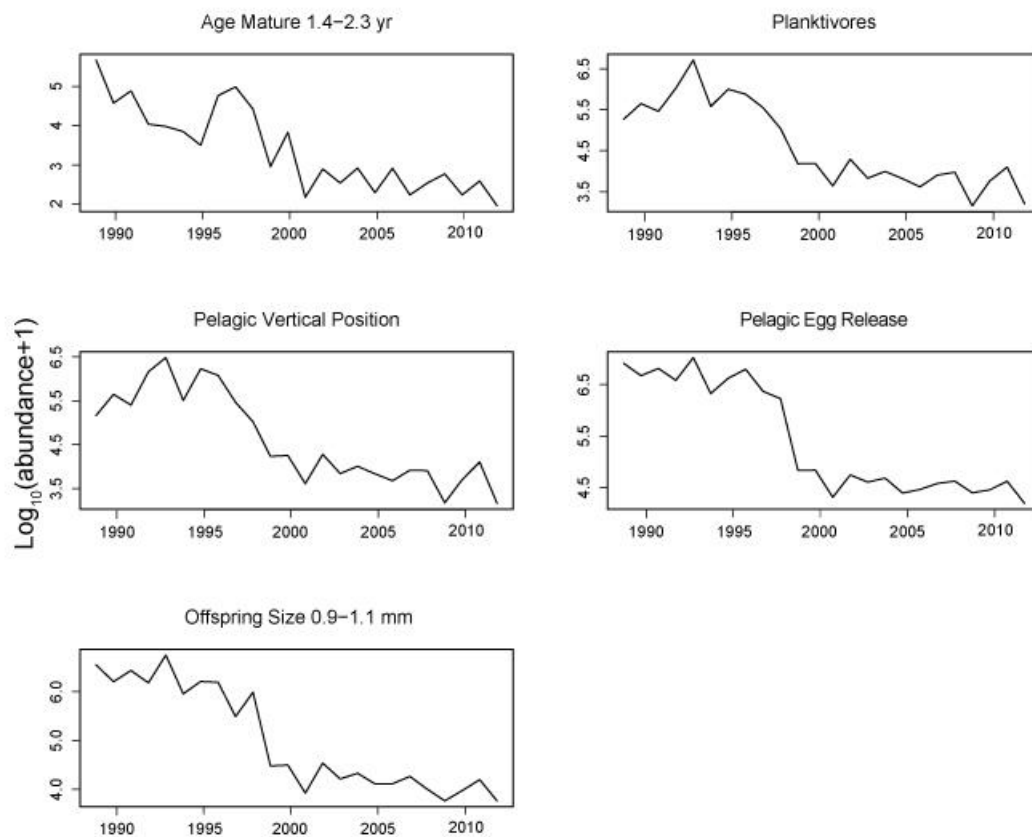 Age Mature 1.4−2.3 yr
5
4
3
2
1990 1995 2000 2005 2010
Planktivores
6.5
5.5
4.5
3.5
1990 1995 2000 2005 2010
Log10(abundance+1)
Pelagic Vertical Position
6.5
5.5
4.5
3.5
1990 1995 2000 2005 2010
Pelagic Egg Release
6.5
5.5
4.5
1990 1995 2000 2005 2010
Offspring Size 0.9−1.1 mm
6.0
5.0
4.0
1990 1995 2000 2005 2010